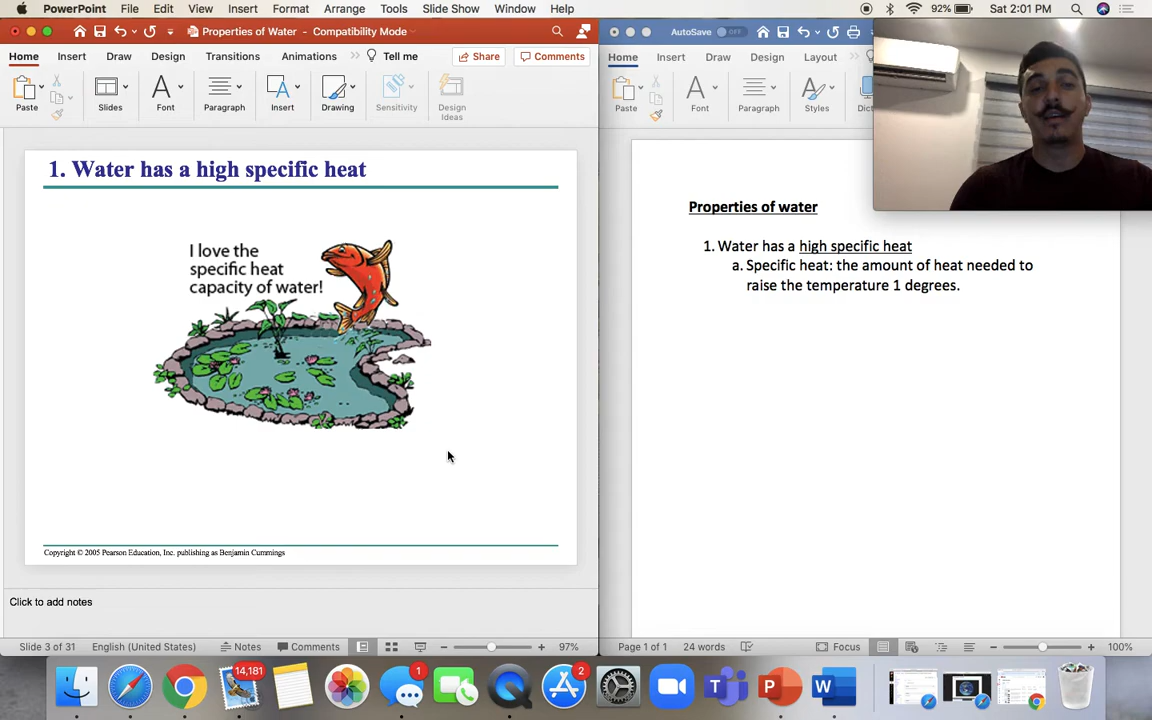 PowerPoint File Edit View Insert Format Arrange Tools Slide Show Window Help 92% Sat 2:01 PM
Properties of Water - Compatibility Mode
AutoSave OFF
Home Insert Draw Design Transitions Animations Tell me Share Comments
Home Insert Draw Design Layout
Paste Slides Font Paragraph Insert Drawing Sensitivity Design Ideas
Paste Font Paragraph Styles
1. Water has a high specific heat
I love the
specific heat
capacity of water!
Copyright © 2005 Pearson Education, Inc. publishing as Benjamin Cummings
Click to add notes
Properties of water
1. Water has a high specific heat
a. Specific heat: the amount of heat needed to
raise the temperature 1 degrees.
Slide 3 of 31 English (United States) Notes Comments 97%
Page 1 of 1 24 words Focus 100%
14,181 1 2